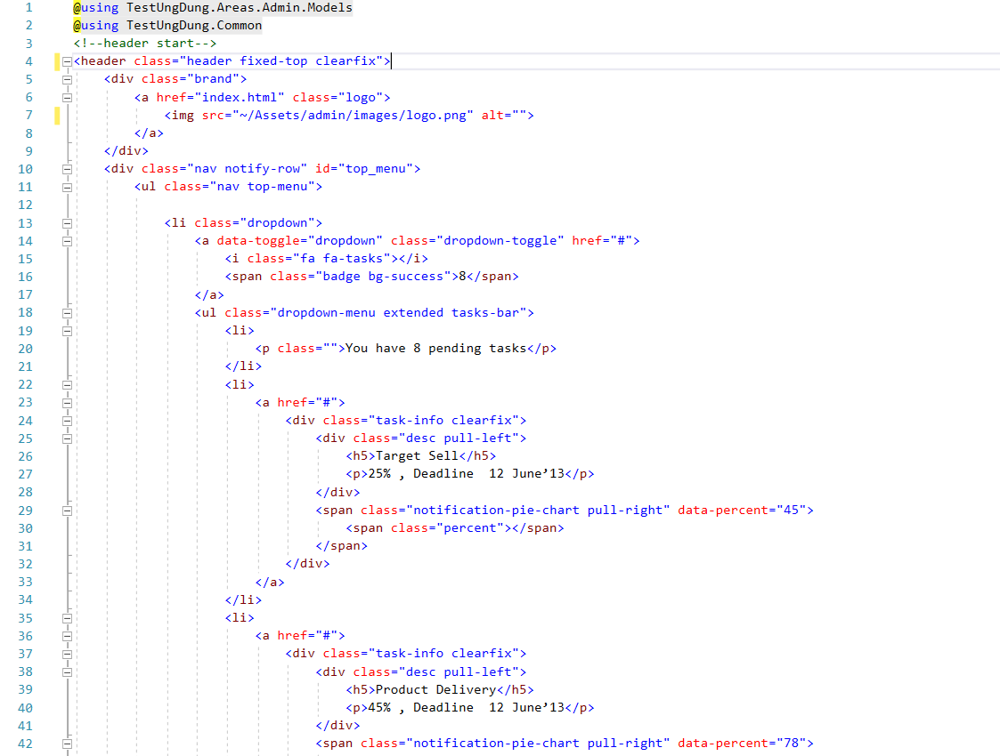 1 @using TestUngDung.Areas.Admin.Models
2 @using TestUngDung.Common
3 <!--header start-->
4 <header class="header fixed-top clearfix">
5 <div class="brand">
6 <a href="index.html" class="logo">
7 <img src="~/Assets/admin/images/logo.png" alt="">
8 </a>
9 </div>
10 <div class="nav notify-row" id="top_menu">
11 <ul class="nav top-menu">
12
13 <li class="dropdown">
14 <a data-toggle="dropdown" class="dropdown-toggle" href="#">
15 <i class="fa fa-tasks"></i>
16 <span class="badge bg-success">8</span>
17 </a>
18 <ul class="dropdown-menu extended tasks-bar">
19 <li>
20 <p class="">You have 8 pending tasks</p>
21 </li>
22 <li>
23 <a href="#">
24 <div class="task-info clearfix">
25 <div class="desc pull-left">
26 <h5>Target Sell</h5>
27 <p>25% , Deadline  12 June’13</p>
28 </div>
29 <span class="notification-pie-chart pull-right" data-percent="45">
30 <span class="percent"></span>
31 </span>
32 </div>
33 </a>
34 </li>
35 <li>
36 <a href="#">
37 <div class="task-info clearfix">
38 <div class="desc pull-left">
39 <h5>Product Delivery</h5>
40 <p>45% , Deadline  12 June’13</p>
41 </div>
42 <span class="notification-pie-chart pull-right" data-percent="78">